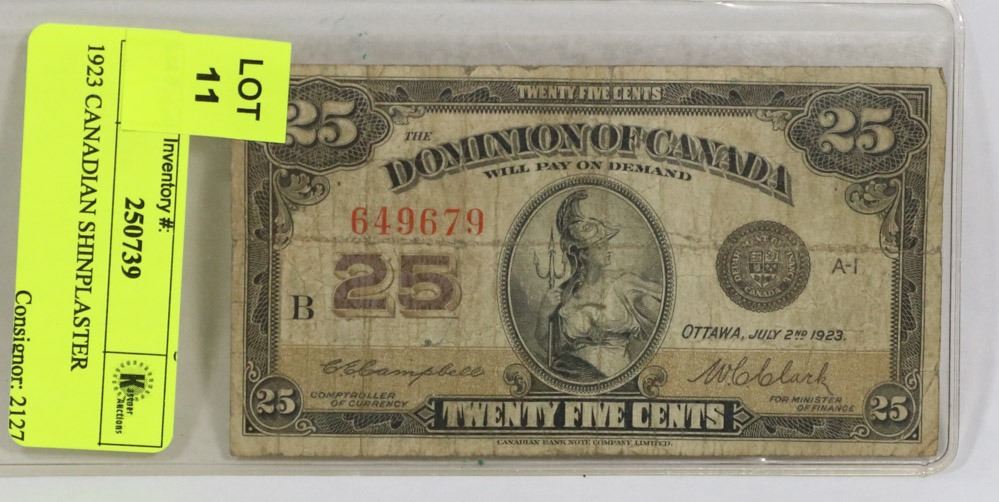 LOT
11
Inventory #:
250739
1923 CANADIAN SHINPLASTER
Kastner
Auctions
Consignor: 2127
TWENTY FIVE CENTS
25
25
THE
DOMINION OF CANADA
WILL PAY ON DEMAND
649679
25
B
A-1
OTTAWA, JULY 2ND 1923.
C.G. Campbell
W.C. Clark
COMPTROLLER
OF CURRENCY
FOR MINISTER
OF FINANCE
25
TWENTY FIVE CENTS
25
CANADIAN BANK NOTE COMPANY, LIMITED.